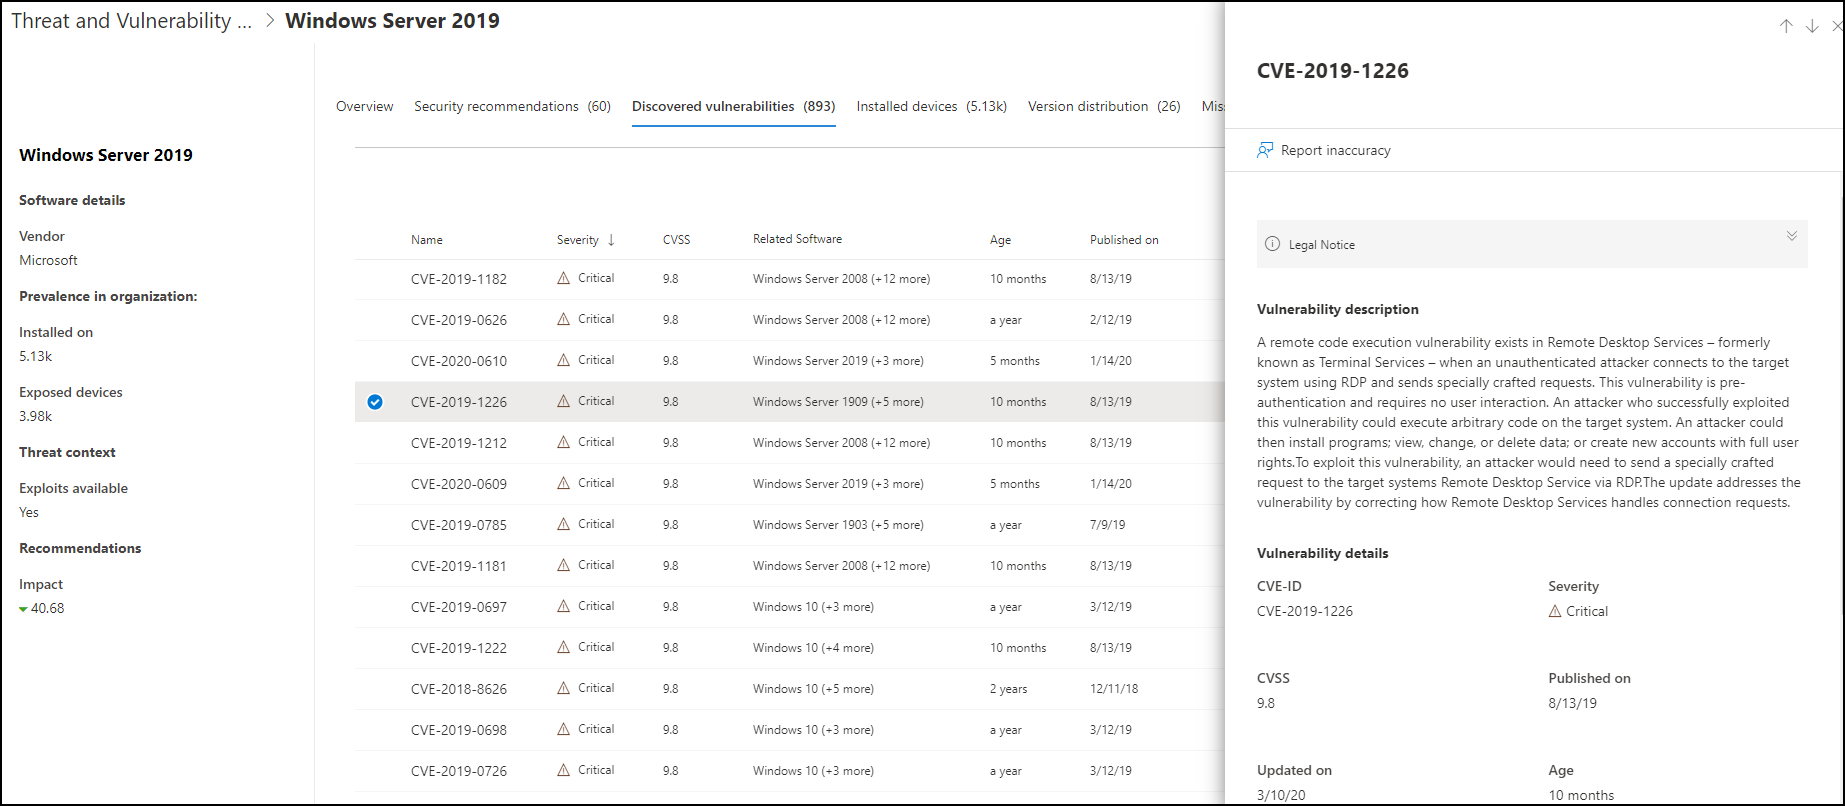 Threat and Vulnerability ... > Windows Server 2019
Windows Server 2019
Software details
Vendor
Microsoft
Prevalence in organization:
Installed on
5.13k
Exposed devices
3.98k
Threat context
Exploits available
Yes
Recommendations
Impact
40.68
Overview Security recommendations (60) Discovered vulnerabilities (893) Installed devices (5.13k) Version distribution (26) Mis
Name Severity ↓ CVSS Related Software Age Published on
CVE-2019-1182 Critical 9.8 Windows Server 2008 (+12 more) 10 months 8/13/19
CVE-2019-0626 Critical 9.8 Windows Server 2008 (+12 more) a year 2/12/19
CVE-2020-0610 Critical 9.8 Windows Server 2019 (+3 more) 5 months 1/14/20
CVE-2019-1226 Critical 9.8 Windows Server 1909 (+5 more) 10 months 8/13/19
CVE-2019-1212 Critical 9.8 Windows Server 2008 (+12 more) 10 months 8/13/19
CVE-2020-0609 Critical 9.8 Windows Server 2019 (+3 more) 5 months 1/14/20
CVE-2019-0785 Critical 9.8 Windows Server 1903 (+5 more) a year 7/9/19
CVE-2019-1181 Critical 9.8 Windows Server 2008 (+12 more) 10 months 8/13/19
CVE-2019-0697 Critical 9.8 Windows 10 (+3 more) a year 3/12/19
CVE-2019-1222 Critical 9.8 Windows 10 (+4 more) 10 months 8/13/19
CVE-2018-8626 Critical 9.8 Windows 10 (+5 more) 2 years 12/11/18
CVE-2019-0698 Critical 9.8 Windows 10 (+3 more) a year 3/12/19
CVE-2019-0726 Critical 9.8 Windows 10 (+3 more) a year 3/12/19
CVE-2019-1226
Report inaccuracy
Legal Notice
Vulnerability description
A remote code execution vulnerability exists in Remote Desktop Services – formerly
known as Terminal Services – when an unauthenticated attacker connects to the target
system using RDP and sends specially crafted requests. This vulnerability is pre-
authentication and requires no user interaction. An attacker who successfully exploited
this vulnerability could execute arbitrary code on the target system. An attacker could
then install programs; view, change, or delete data; or create new accounts with full user
rights.To exploit this vulnerability, an attacker would need to send a specially crafted
request to the target systems Remote Desktop Service via RDP.The update addresses the
vulnerability by correcting how Remote Desktop Services handles connection requests.
Vulnerability details
CVE-ID Severity
CVE-2019-1226 Critical
CVSS Published on
9.8 8/13/19
Updated on Age
3/10/20 10 months